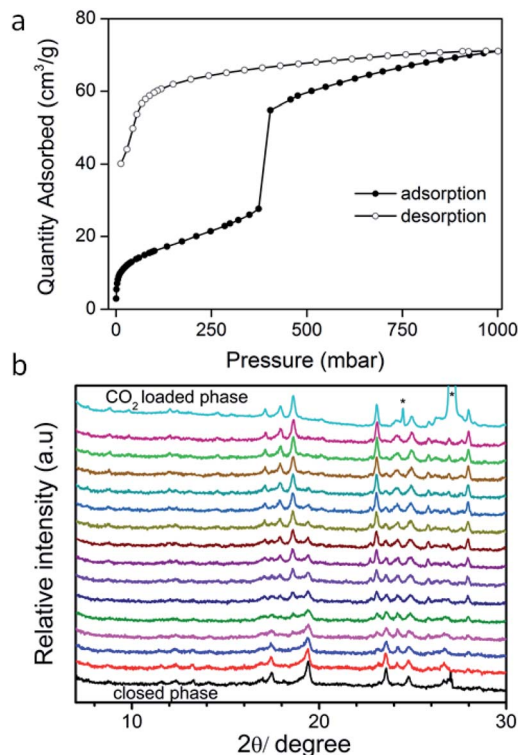 a
80
60
40
20
0
Quantity Adsorbed (cm³/g)
adsorption
desorption
0 250 500 750 1000
Pressure (mbar)
b
CO₂ loaded phase
*
*
Relative intensity (a.u)
closed phase
10 20 30
2θ/ degree